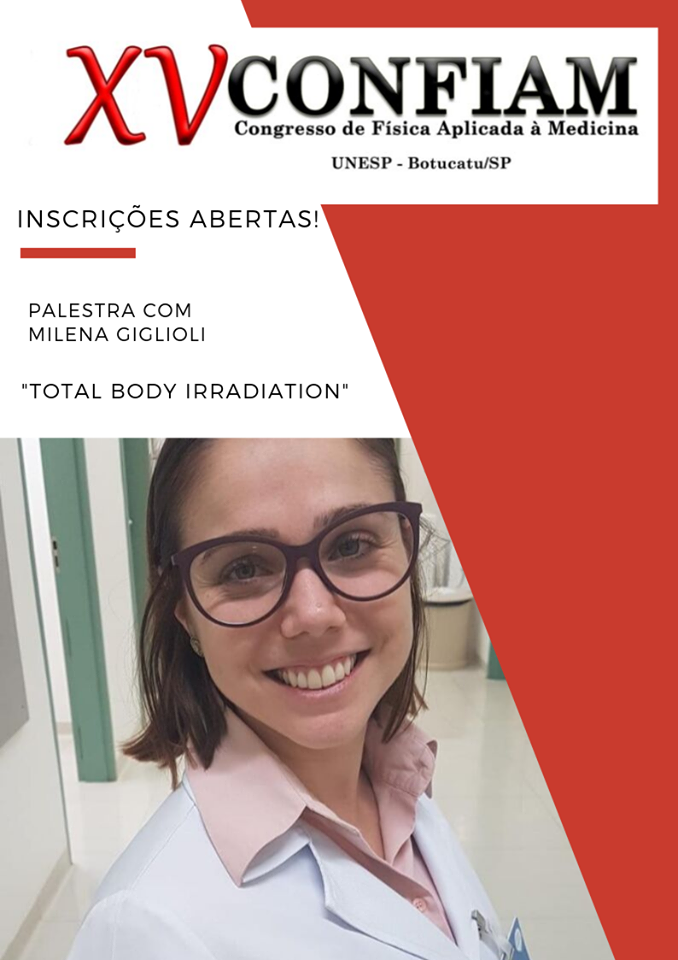 XV CONFIAM
Congresso de Física Aplicada à Medicina
UNESP - Botucatu/SP
INSCRIÇÕES ABERTAS!
PALESTRA COM
MILENA GIGLIOLI
"TOTAL BODY IRRADIATION"